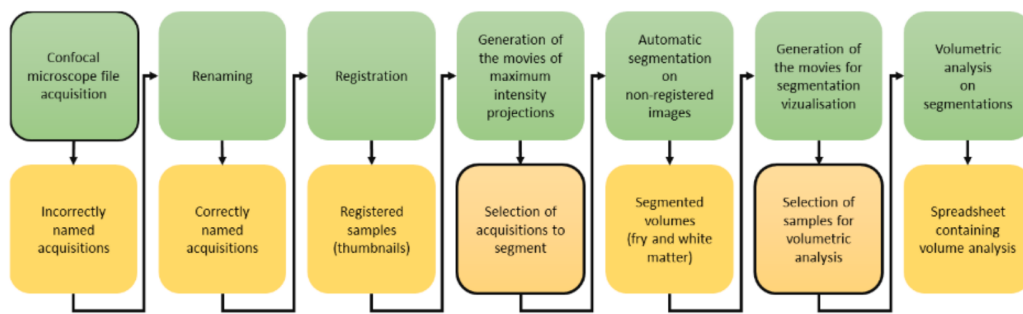 Confocal
microscope file
acquisition
Renaming
Registration
Generation of
the movies of
maximum
intensity
projections
Automatic
segmentation
on
non-registered
images
Generation of
the movies for
segmentation
vizualisation
Volumetric
analysis
on
segmentations
Incorrectly
named
acquisitions
Correctly
named
acquisitions
Registered
samples
(thumbnails)
Selection of
acquisitions to
segment
Segmented
volumes
(fry and white
matter)
Selection of
samples for
volumetric
analysis
Spreadsheet
containing
volume analysis